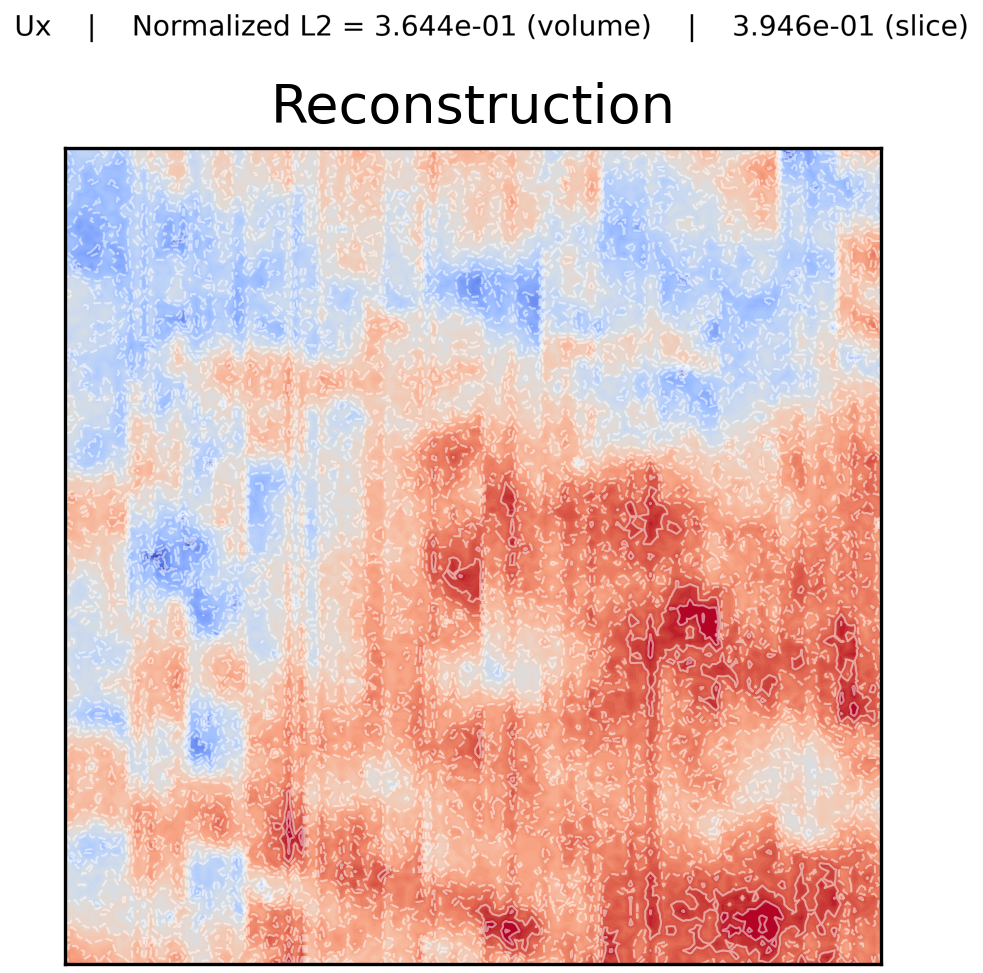 Ux | Normalized L2 = 3.644e-01 (volume) | 3.946e-01 (slice)
Reconstruction